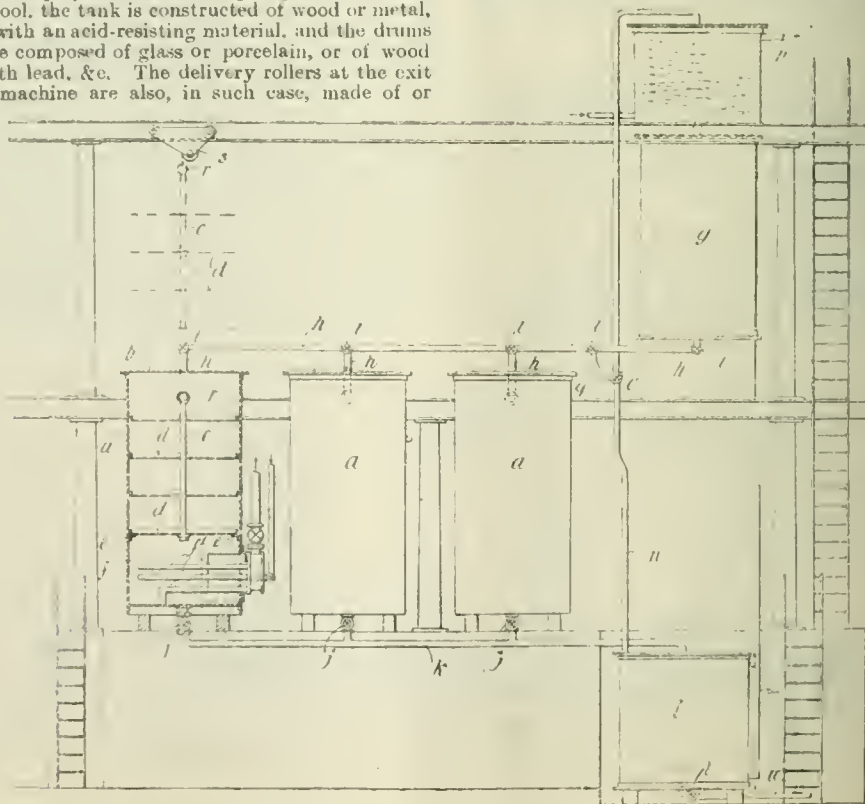 ool, the tank is constructed of wood or metal,
with an acid-resisting material, and the drums
e composed of glass or porcelain, or of wood
th lead, &c. The delivery rollers at the exit
machine are also, in such case, made of or
p
s
r
c
g
d
h
i
i
i
b
h
h
h
h
i
r
c
q
a
d
c
a
a
d
e
n
f
j
j
k
l